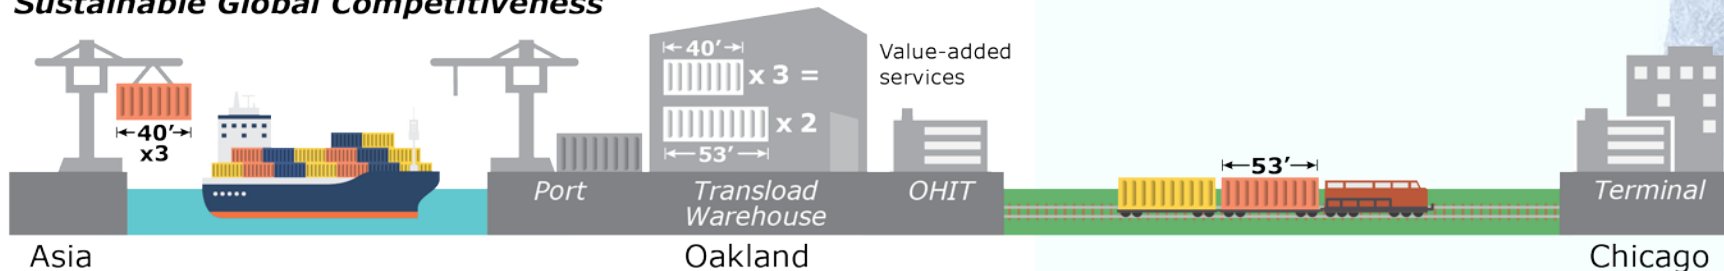 Sustainable Global Competitiveness
40’
x3
40’
x 3 =
x 2
53’
Value-added
services
53’
Port
Transload
Warehouse
OHIT
Terminal
Asia
Oakland
Chicago